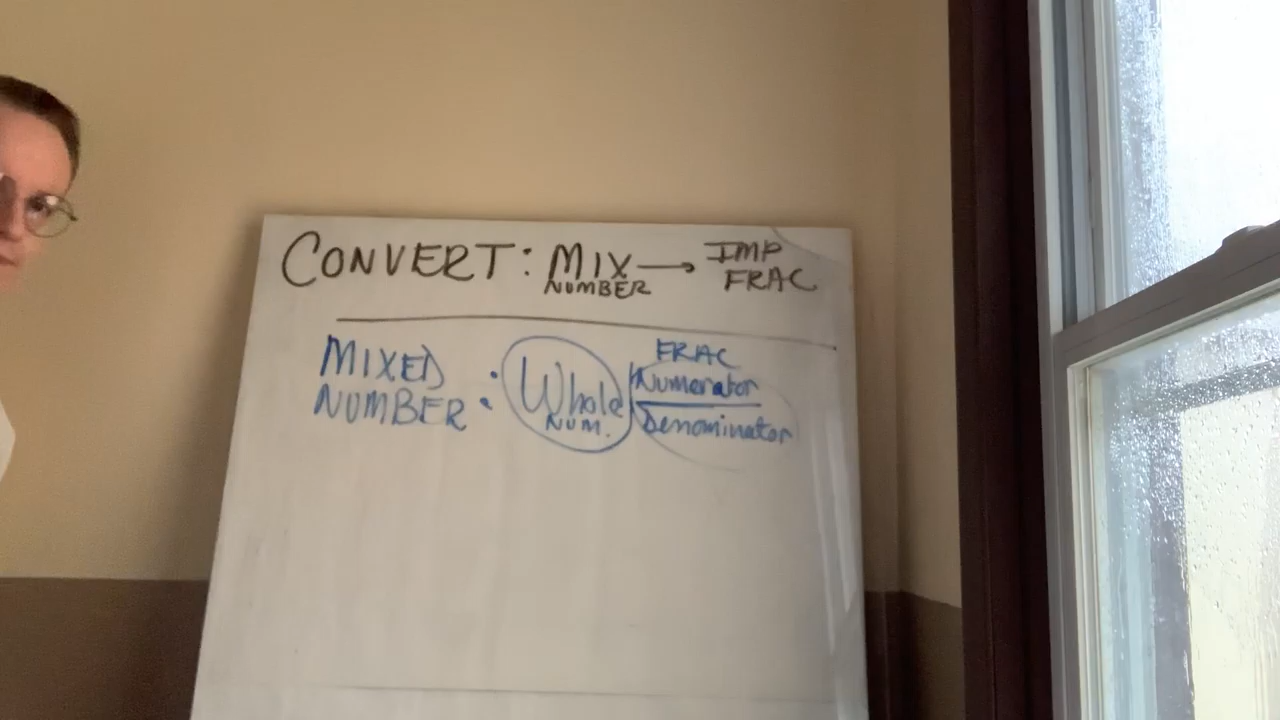 CONVERT: MIX NUMBER → IMP FRAC
MIXED NUMBER: Whole NUM. FRAC
Numerator
Denominator